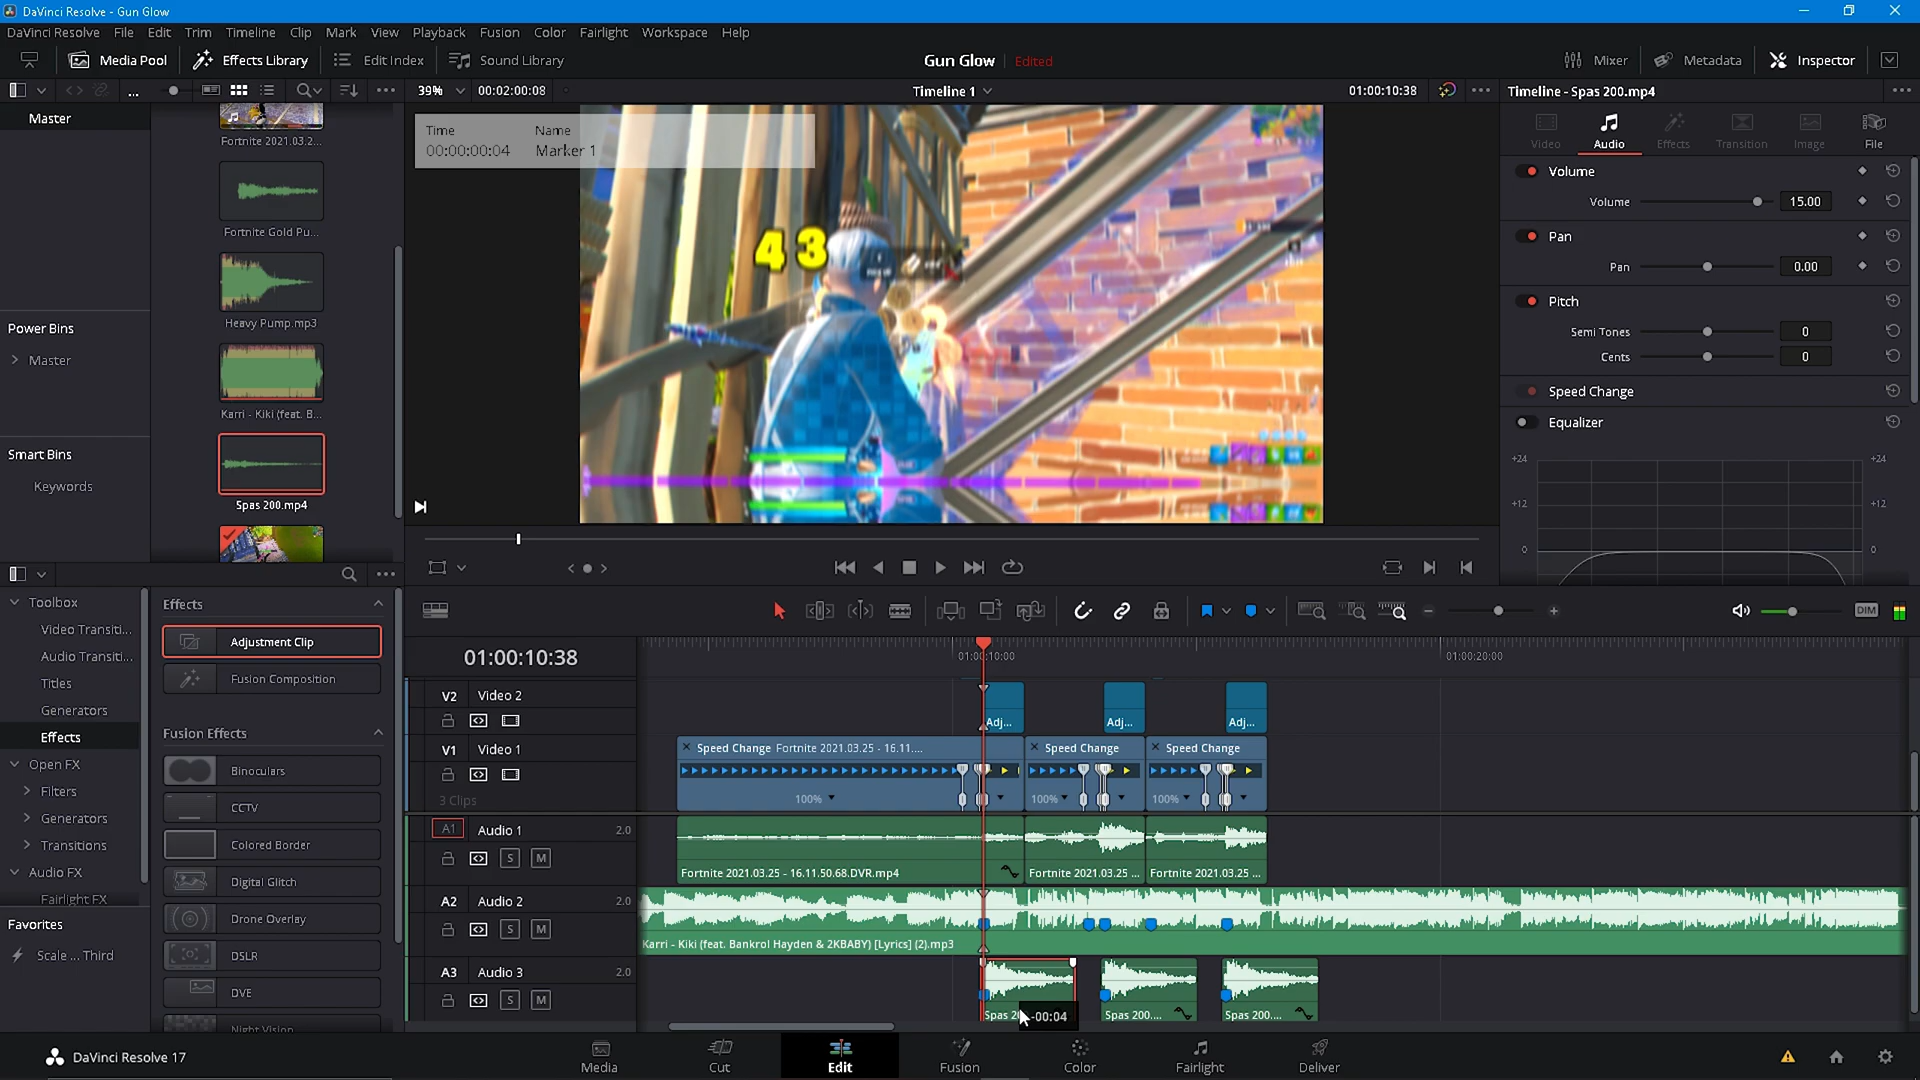 DaVinci Resolve - Gun Glow
DaVinci Resolve File Edit Trim Timeline Clip Mark View Playback Fusion Color Fairlight Workspace Help
Media Pool Effects Library Edit Index Sound Library Gun Glow Edited Mixer Metadata Inspector
... 39% 00:02:00:08 Timeline 1 01:00:10:38 Timeline - Spas 200.mp4
Master
Power Bins
Master
Smart Bins
Keywords
Fortnite 2021.03.2...
Fortnite Gold Pu...
Heavy Pump.mp3
Karri - Kiki (feat. B...
Spas 200.mp4
Time Name
00:00:00:04 Marker 1
43
Video Audio Effects Transition Image File
Volume
Volume 15.00
Pan
Pan 0.00
Pitch
Semi Tones 0
Cents 0
Speed Change
Equalizer
+24 +24
+12 +12
0 0
Toolbox
Video Transiti...
Audio Transiti...
Titles
Generators
Effects
Open FX
Filters
Generators
Transitions
Audio FX
Fairlight FX
Favorites
Scale ... Third
Effects
Adjustment Clip
Fusion Composition
Fusion Effects
Binoculars
CCTV
Colored Border
Digital Glitch
Drone Overlay
DSLR
DVE
Night Vision
DIM
01:00:10:38 01:00:10:00 01:00:20:00
V2 Video 2
Adj... Adj... Adj...
V1 Video 1
3 Clips
Speed Change Fortnite 2021.03.25 - 16.11.... Speed Change Speed Change
100% 100% 100%
A1 Audio 1 2.0
S M
Fortnite 2021.03.25 - 16.11.50.68.DVR.mp4 Fortnite 2021.03.25 ... Fortnite 2021.03.25 ...
A2 Audio 2 2.0
S M
Karri - Kiki (feat. Bankrol Hayden & 2KBABY) [Lyrics] (2).mp3
A3 Audio 3 2.0
S M
Spas 20 -00:04 Spas 200.... Spas 200....
DaVinci Resolve 17 Media Cut Edit Fusion Color Fairlight Deliver